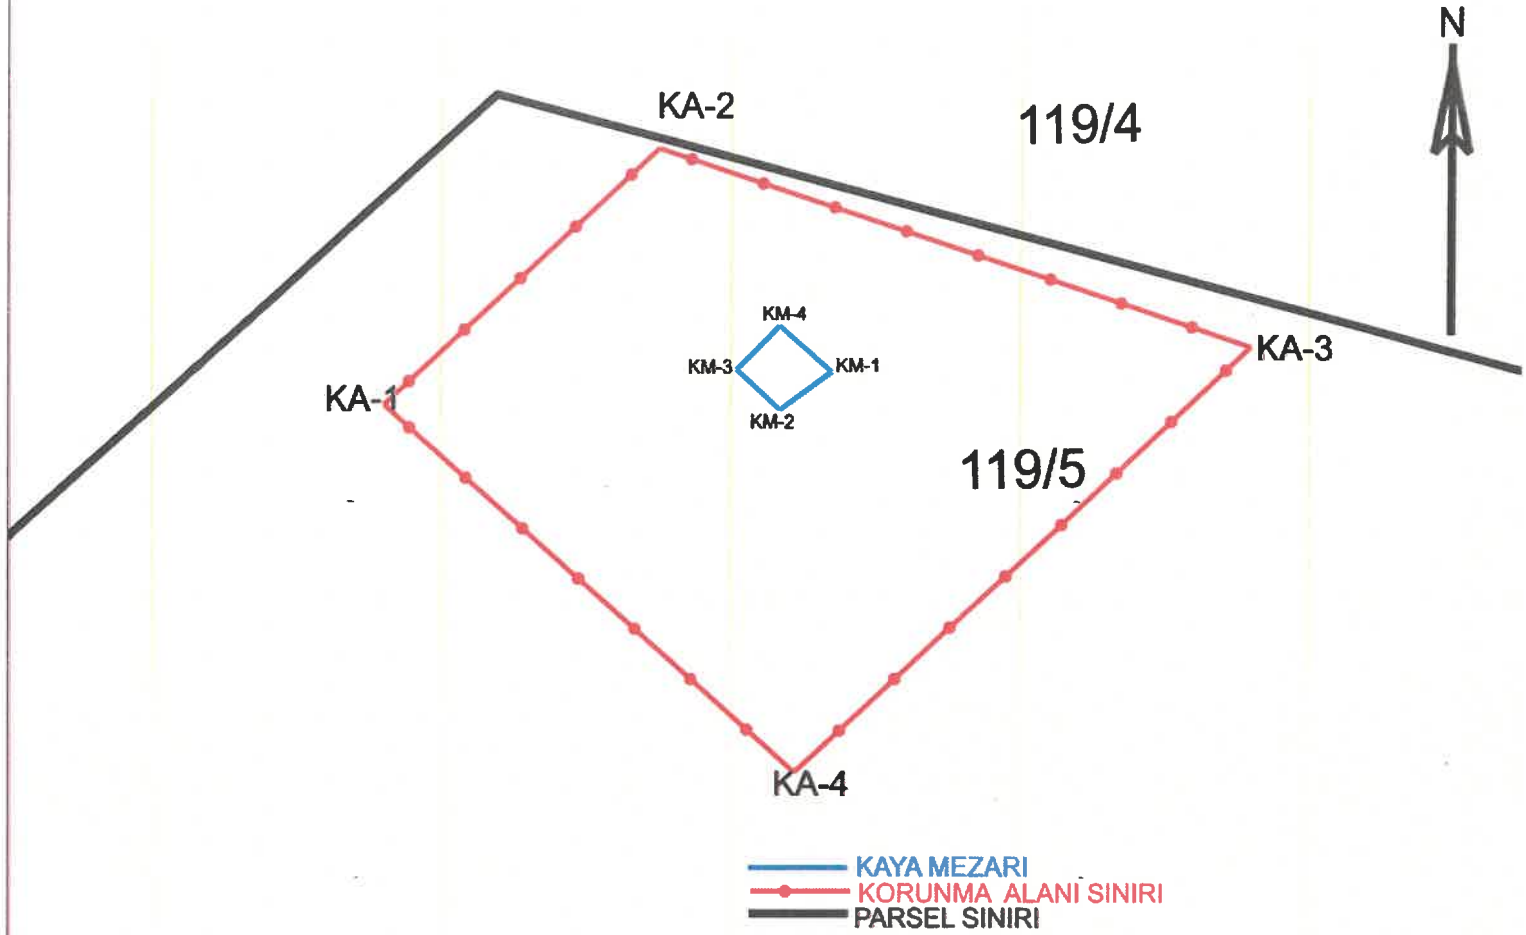 N
KA-2
119/4
KM-4
KA-3
KM-3
KM-1
KA-1
KM-2
119/5
KA-4
KAYA MEZARI
KORUNMA ALANI SINIRI
PARSEL SINIRI